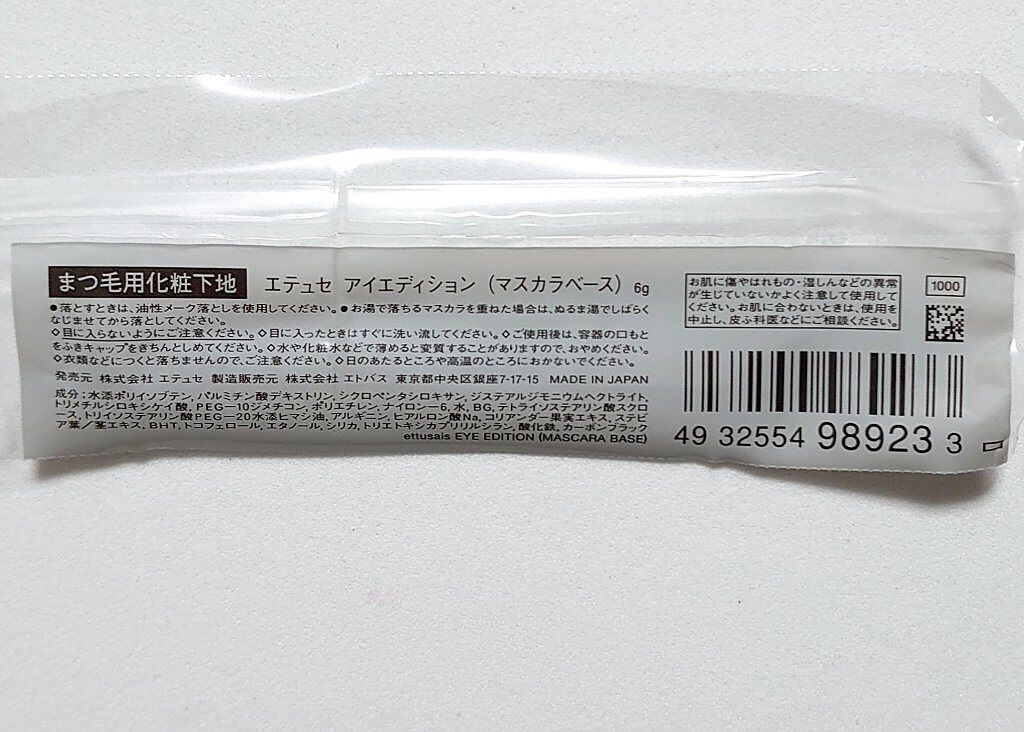 まつ毛用化粧下地 エテュセ アイエディション（マスカラベース） 6g
●落とすときは、油性メーク落としを使用してください。●お湯で落ちるマスカラを重ねた場合は、ぬるま湯でしばらく
なじませてから落としてください。
◇目に入らないようにご注意ください。◇目に入ったときはすぐに洗い流してください。◇ご使用後は、容器の口もと
をふきキャップをきちんとしめてください。◇水や化粧水などで薄めると変質することがありますので、おやめください。
◇衣類などにつくと落ちませんので、ご注意ください。◇日のあたるところや高温のところにおかないでください。
発売元 株式会社 エテュセ 製造販売元 株式会社 エトバス 東京都中央区銀座7-17-15 MADE IN JAPAN
成分：水添ポリイソブテン, パルミチン酸デキストリン, シクロペンタシロキサン, ジステアルジモニウムヘクトライト,
トリメチルシロキシケイ酸, PEG-10ジメチコン, ポリエチレン, ナイロン-6, 水, BG, テトライソステアリン酸スクロ
ース, トリイソステアリン酸PEG-20水添ヒマシ油, アルギニン, ヒアルロン酸Na, コリアンダー果実エキス, ステビ
ア葉／茎エキス, BHT, トコフェロール, エタノール, シリカ, トリエトキシカプリリルシラン, 酸化鉄, カーボンブラック
ettusais EYE EDITION (MASCARA BASE)
お肌に傷やはれもの・湿しんなどの異常
が生じていないかよく注意して使用して
ください。お肌に合わないときは、使用を
中止し、皮ふ科医などにご相談ください。
1000
49 32554 98923 3